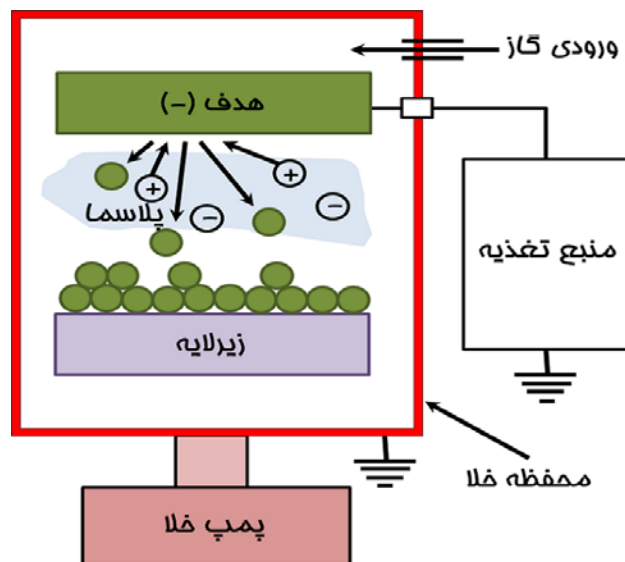 ورودی گاز
هدف (-)
+
+
-
-
پلاسما
منبع تغذیه
زیرلایه
محفظه خلا
پمپ خلا